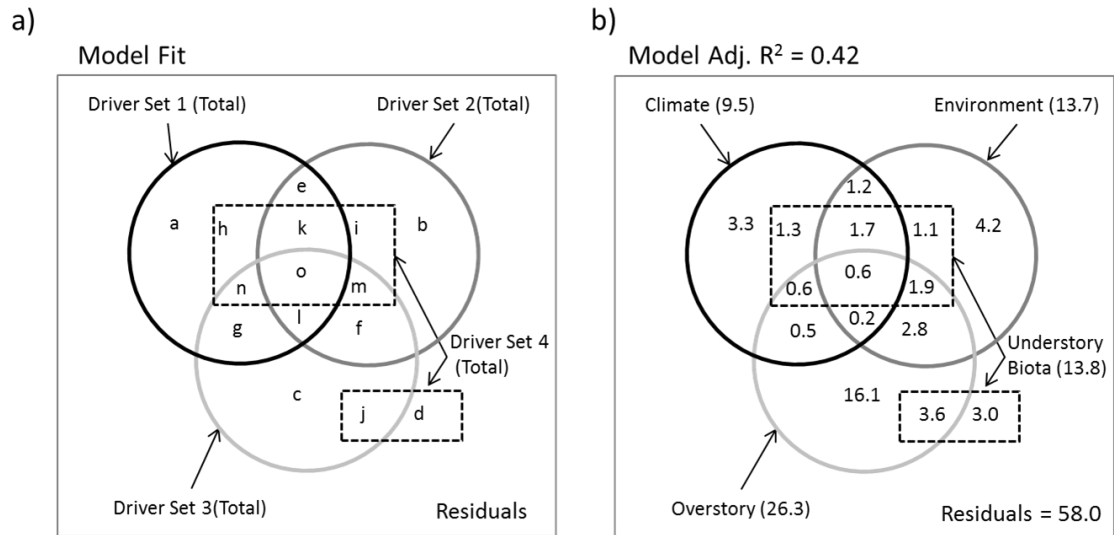 a)
Model Fit
Driver Set 1 (Total)
Driver Set 2(Total)
e
a
h
k
i
b
o
n
m
g
l
f
Driver Set 4
(Total)
c
j
d
Driver Set 3(Total)
Residuals
b)
Model Adj. R² = 0.42
Climate (9.5)
Environment (13.7)
1.2
3.3
1.3
1.7
1.1
4.2
0.6
0.6
1.9
0.5
0.2
2.8
Understory
Biota (13.8)
16.1
3.6
3.0
Overstory (26.3)
Residuals = 58.0